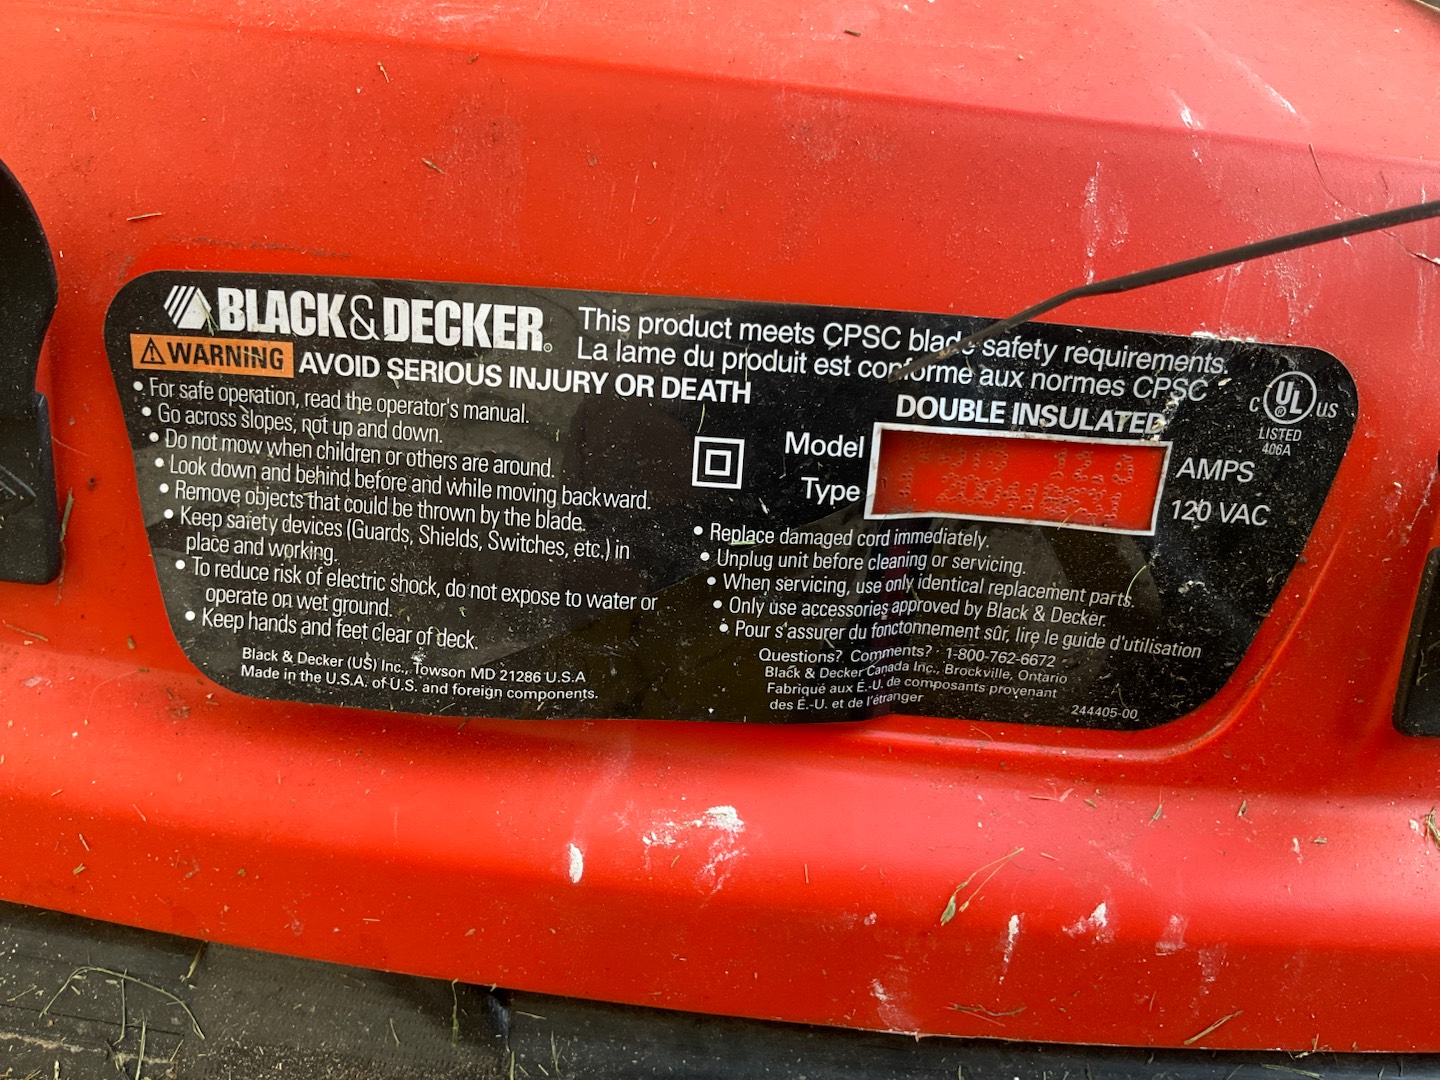 BLACK&DECKER®
This product meets CPSC blade safety requirements.
La lame du produit est conforme aux normes CPSC
WARNING AVOID SERIOUS INJURY OR DEATH
• For safe operation, read the operator's manual.
• Go across slopes, not up and down.
• Do not mow when children or others are around.
• Look down and behind before and while moving backward.
• Remove objects that could be thrown by the blade.
• Keep safety devices (Guards, Shields, Switches, etc.) in
place and working.
• To reduce risk of electric shock, do not expose to water or
operate on wet ground.
• Keep hands and feet clear of deck.
Black & Decker (US) Inc., Towson MD 21286 U.S.A
Made in the U.S.A. of U.S. and foreign components.
DOUBLE INSULATED
Model
AMPS
Type
120 VAC
C UL US
LISTED
406A
• Replace damaged cord immediately.
• Unplug unit before cleaning or servicing.
• When servicing, use only identical replacement parts.
• Only use accessories approved by Black & Decker.
• Pour s'assurer du fonctionnement sûr, lire le guide d'utilisation
Questions? Comments? 1-800-762-6672
Black & Decker Canada Inc., Brockville, Ontario
Fabriqué aux É.-U. de composants provenant
des É.-U. et de l'étranger
244405-00